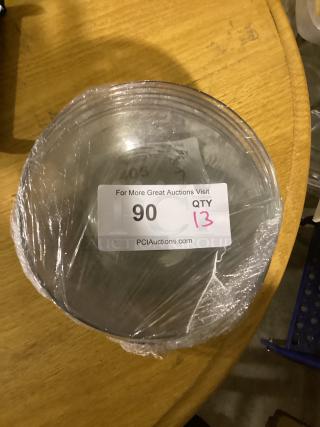 For More Great Auctions Visit
90
QTY
13
PCIAuctions.com